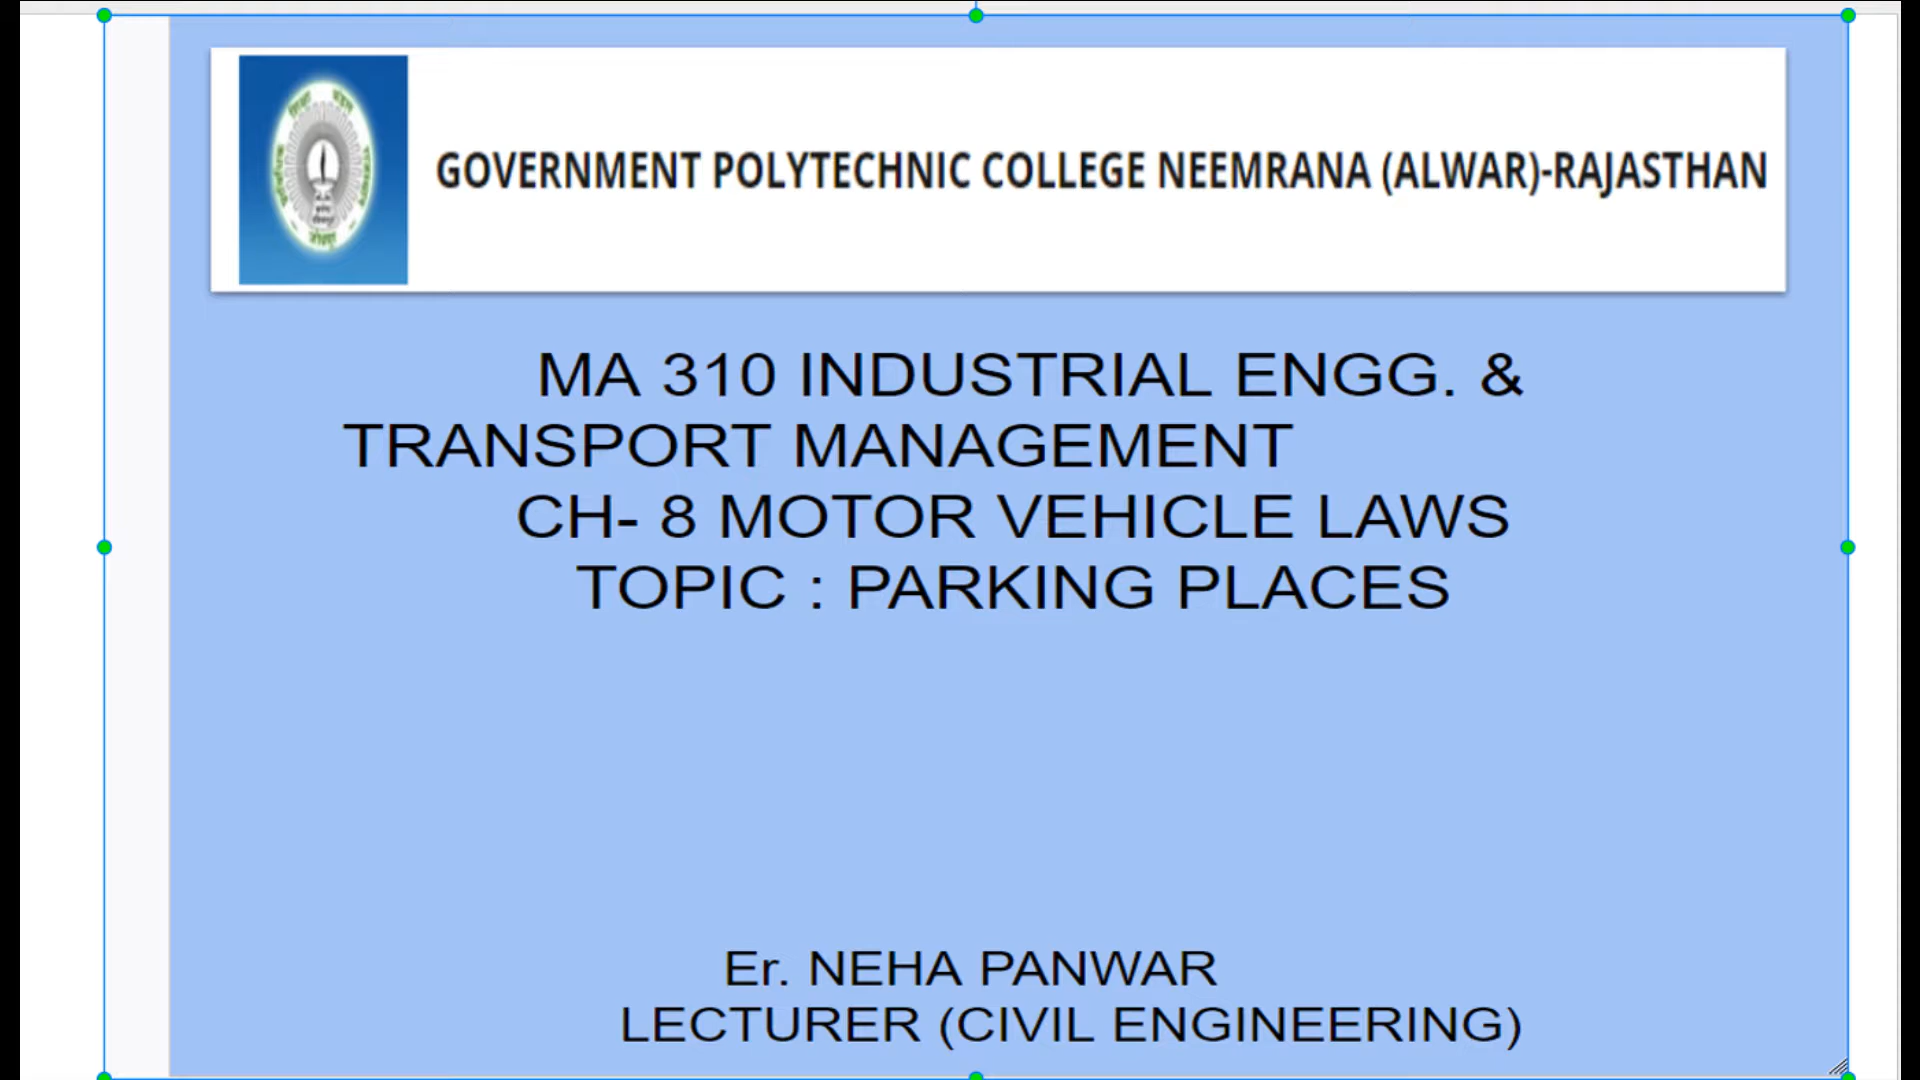 GOVERNMENT POLYTECHNIC COLLEGE NEEMRANA (ALWAR)-RAJASTHAN
MA 310 INDUSTRIAL ENGG. &
TRANSPORT MANAGEMENT
CH- 8 MOTOR VEHICLE LAWS
TOPIC : PARKING PLACES
Er. NEHA PANWAR
LECTURER (CIVIL ENGINEERING)